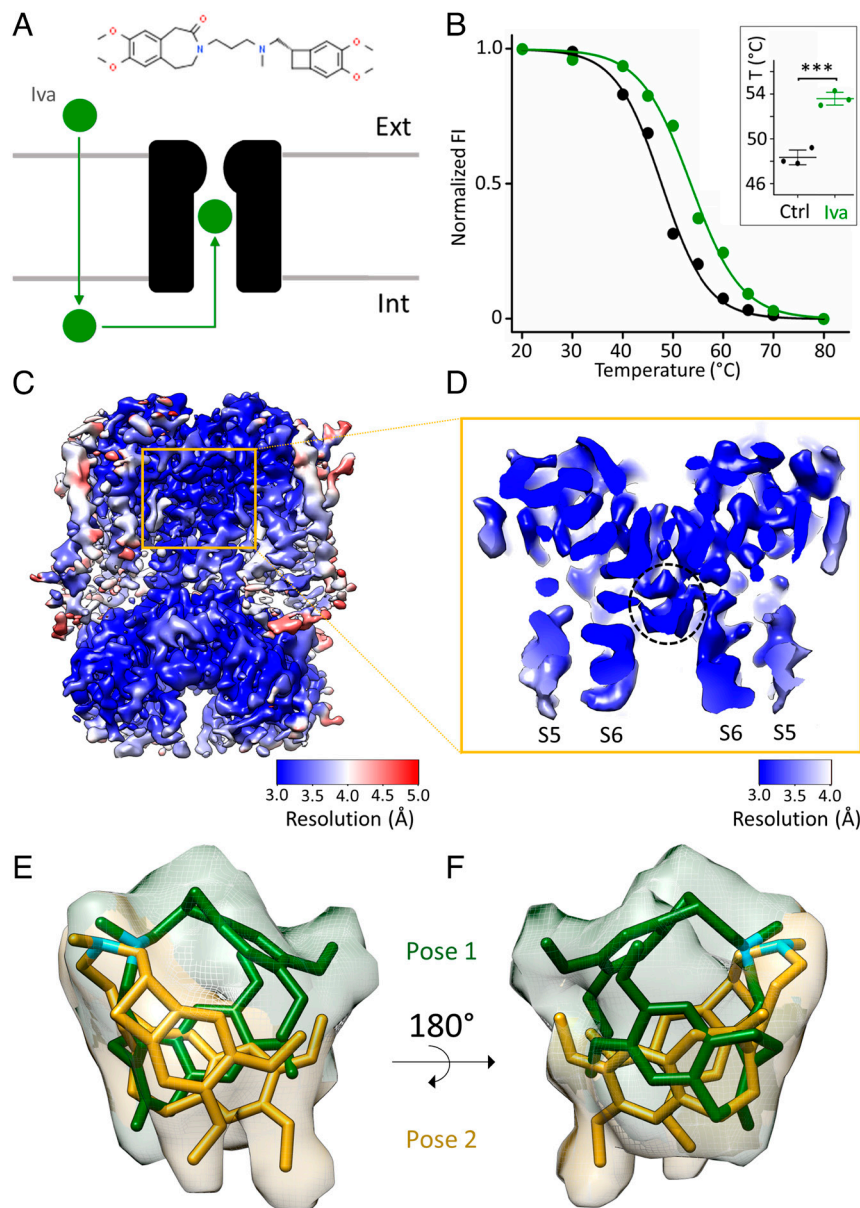 A
O
O
O
N
N
O
O
Iva
Ext
Int
B
1.0
0.5
0
Normalized FI
20
30
40
50
60
70
80
Temperature (°C)
T (°C)
54
50
46
***
Ctrl
Iva
C
3.0
3.5
4.0
4.5
5.0
Resolution (Å)
D
S5
S6
S6
S5
3.0
3.5
4.0
Resolution (Å)
E
F
Pose 1
180°
Pose 2